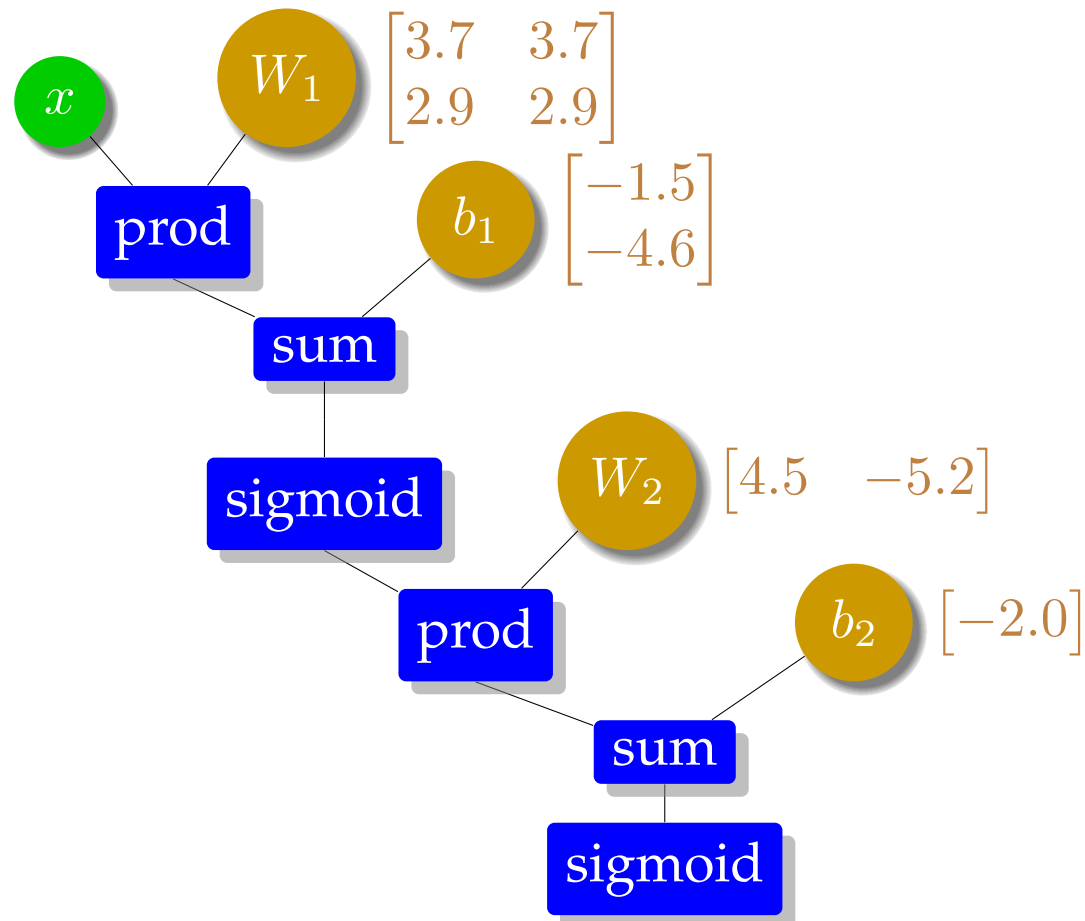 x
W₁
3.7 3.7
2.9 2.9
prod
b₁
−1.5
−4.6
sum
sigmoid
W₂
[4.5 −5.2]
prod
b₂
[−2.0]
sum
sigmoid